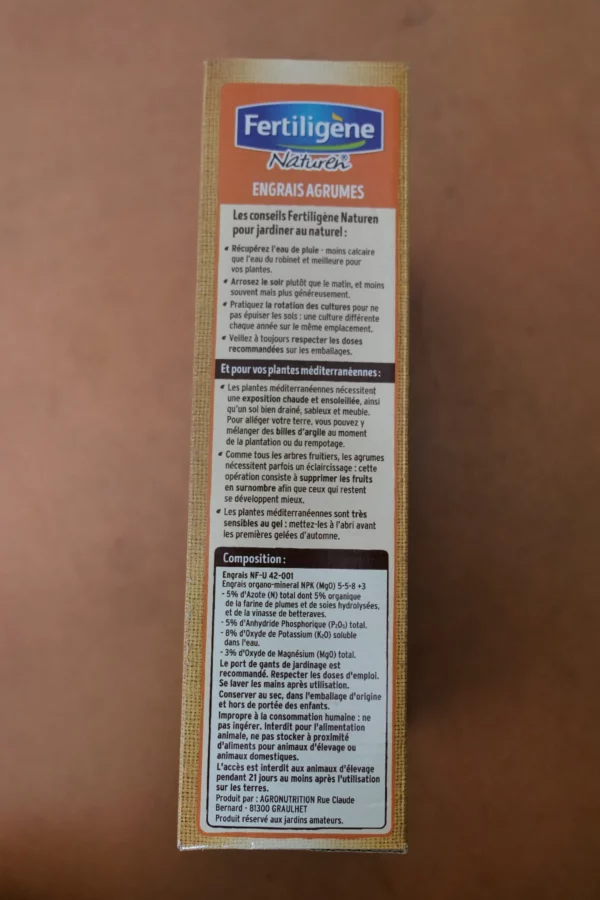 Fertiligène
Naturen®
ENGRAIS AGRUMES
Les conseils Fertiligène Naturen
pour jardiner au naturel :
Récupérez l'eau de pluie - moins calcaire
que l'eau du robinet et meilleure pour
vos plantes.
Arrosez le soir plutôt que le matin, et moins
souvent mais plus généreusement.
Pratiquez la rotation des cultures pour ne
pas épuiser les sols : une culture différente
chaque année sur le même emplacement.
Veillez à toujours respecter les doses
recommandées sur les emballages.
Et pour vos plantes méditerranéennes :
Les plantes méditerranéennes nécessitent
une exposition chaude et ensoleillée, ainsi
qu'un sol bien drainé, sableux et meuble.
Pour alléger votre terre, vous pouvez y
mélanger des billes d'argile au moment
de la plantation ou du rempotage.
Comme tous les arbres fruitiers, les agrumes
nécessitent parfois un éclaircissage : cette
opération consiste à supprimer les fruits
en surnombre afin que ceux qui restent
se développent mieux.
Les plantes méditerranéennes sont très
sensibles au gel : mettez-les à l'abri avant
les premières gelées d'automne.
Composition :
Engrais NF-U 42-001
Engrais organo-mineral NPK (MgO) 5-5-8 +3
- 5% d'Azote (N) total dont 5% organique
de la farine de plumes et de soies hydrolysées,
et de la vinasse de betteraves.
- 5% d'Anhydride Phosphorique (P₂O₅) total.
- 8% d'Oxyde de Potassium (K₂O) soluble
dans l'eau.
- 3% d'Oxyde de Magnésium (MgO) total.
Le port de gants de jardinage est
recommandé. Respecter les doses d'emploi.
Se laver les mains après utilisation.
Conserver au sec, dans l'emballage d'origine
et hors de portée des enfants.
Impropre à la consommation humaine : ne
pas ingérer. Interdit pour l'alimentation
animale, ne pas stocker à proximité
d'aliments pour animaux d'élevage ou
animaux domestiques.
L'accès est interdit aux animaux d'élevage
pendant 21 jours au moins après l'utilisation
sur les terres.
Produit par : AGRONUTRITION Rue Claude
Bernard - 81300 GRAULHET
Produit réservé aux jardins amateurs.